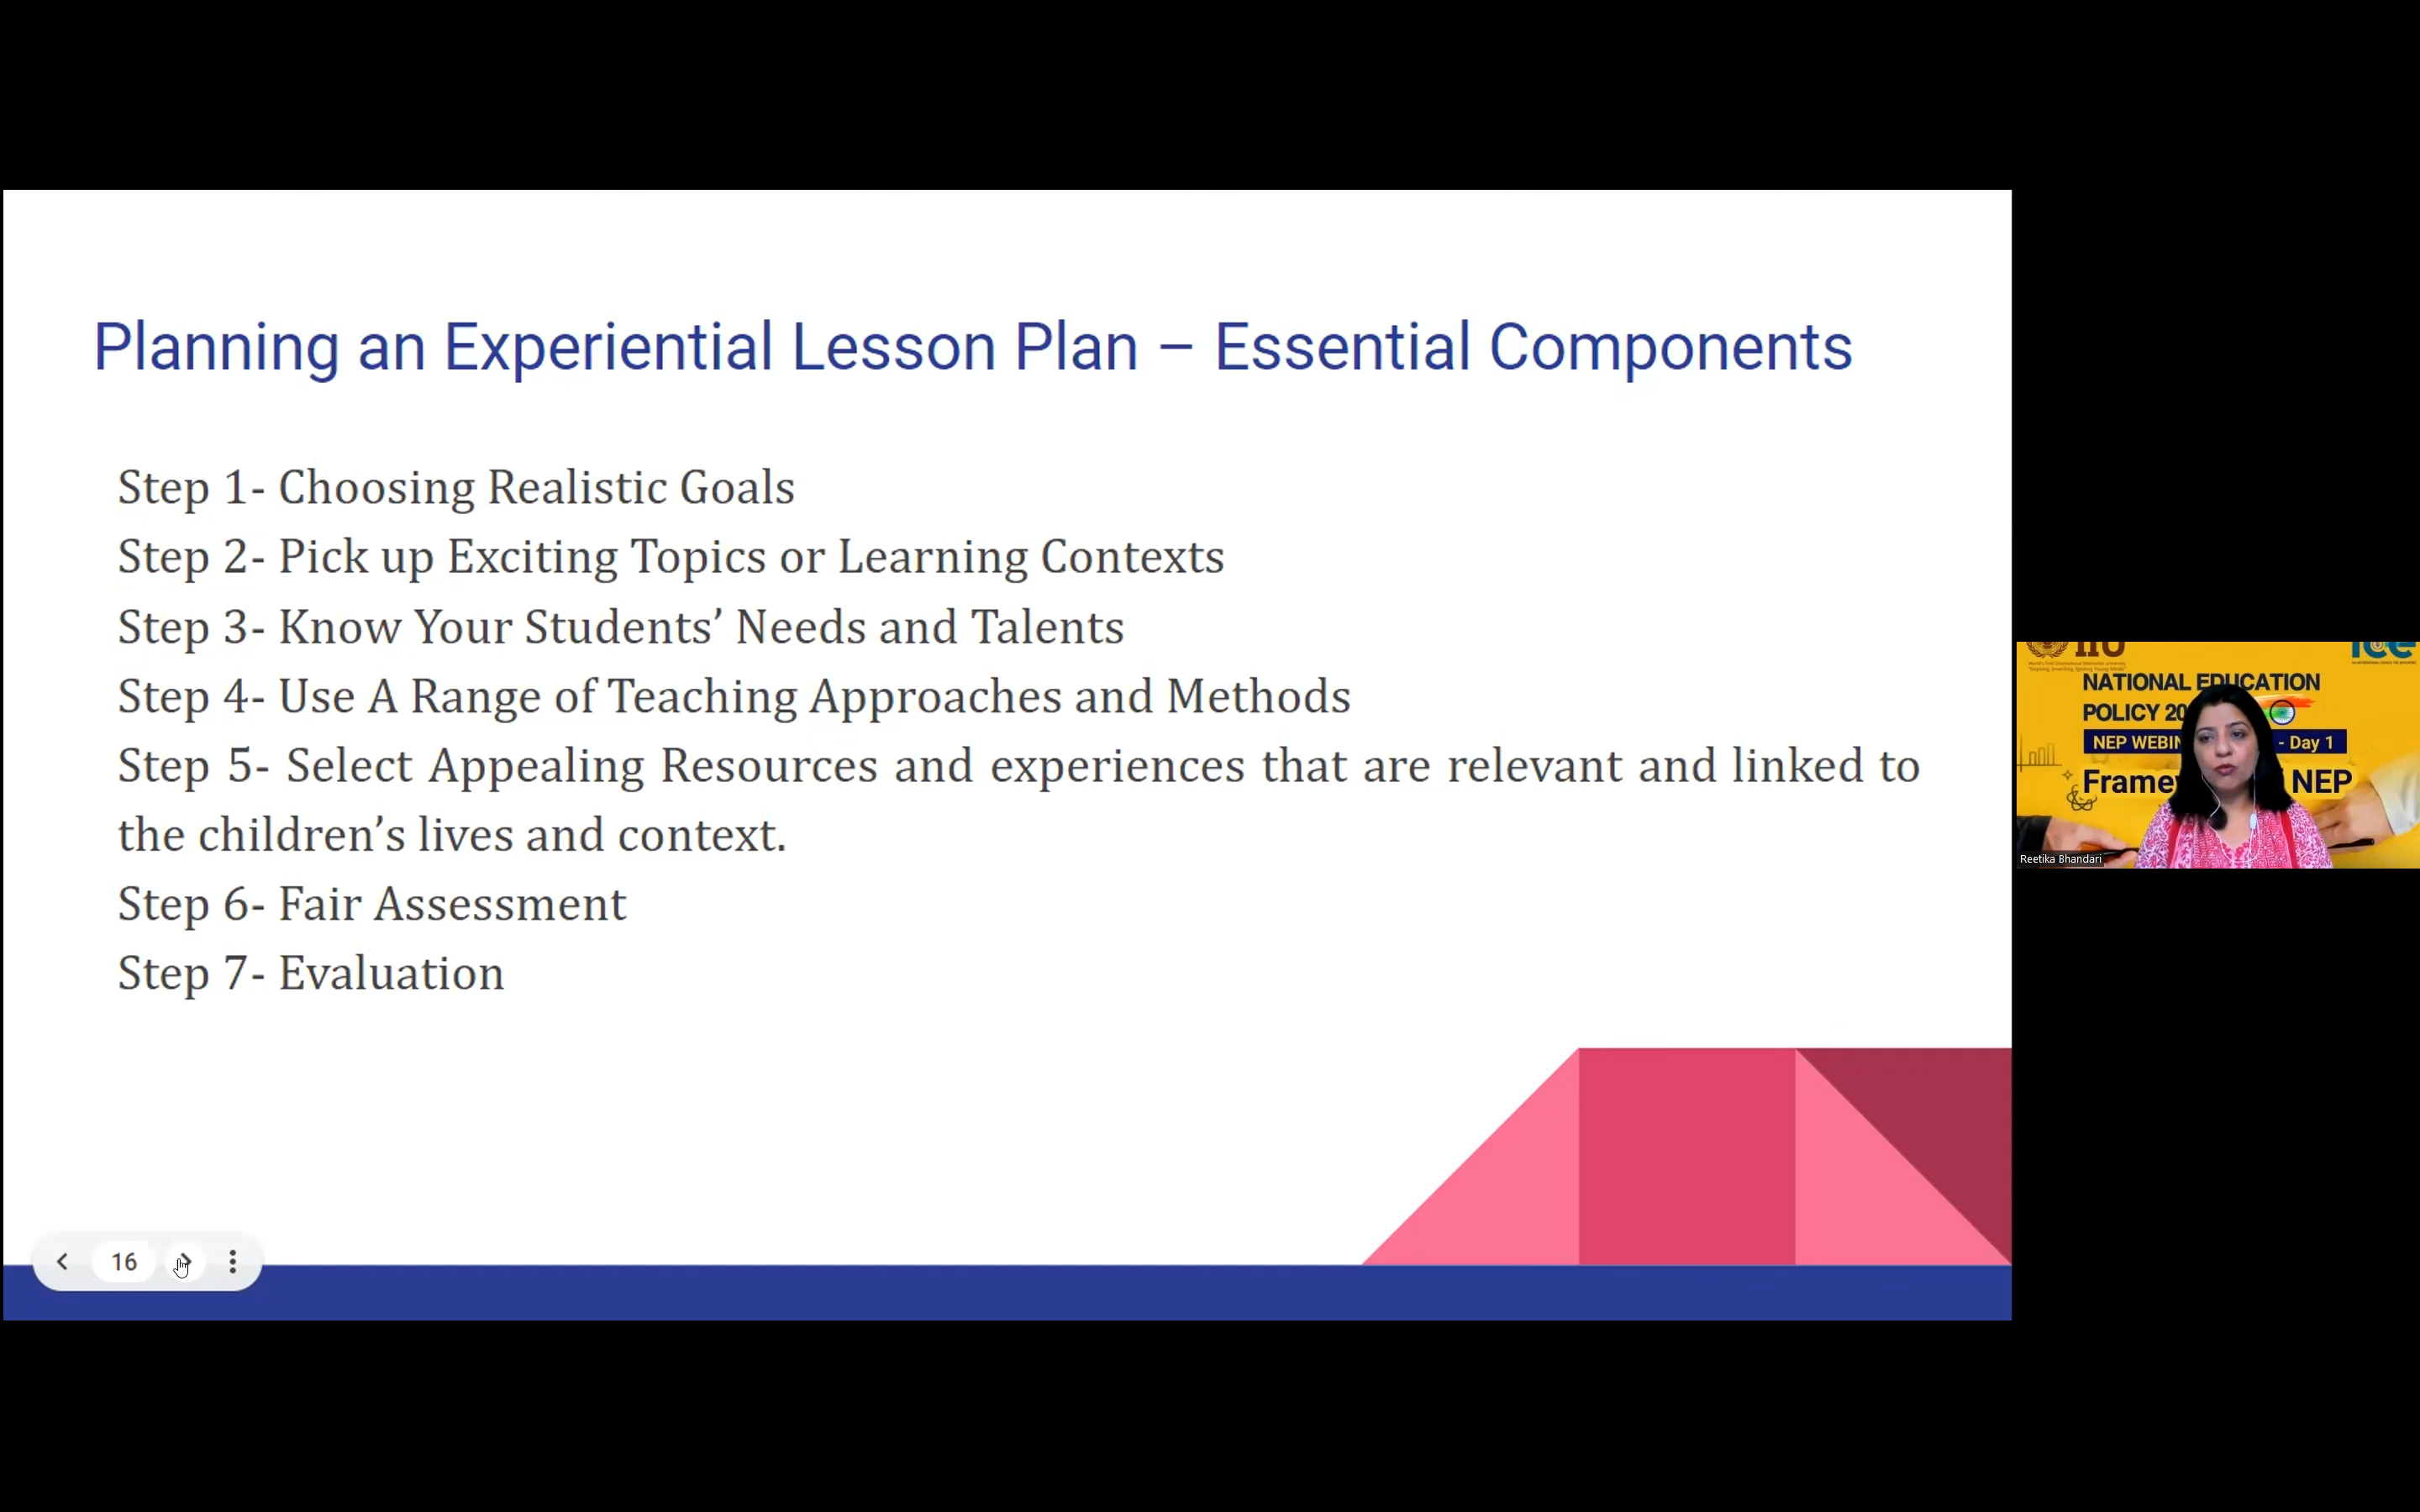 Planning an Experiential Lesson Plan – Essential Components
Step 1- Choosing Realistic Goals
Step 2- Pick up Exciting Topics or Learning Contexts
Step 3- Know Your Students’ Needs and Talents
Step 4- Use A Range of Teaching Approaches and Methods
Step 5- Select Appealing Resources and experiences that are relevant and linked to
the children’s lives and context.
Step 6- Fair Assessment
Step 7- Evaluation
16
IIU
ice
NATIONAL EDUCATION
POLICY 20
NEP WEBIN - Day 1
Frame NEP
Reetika Bhandari